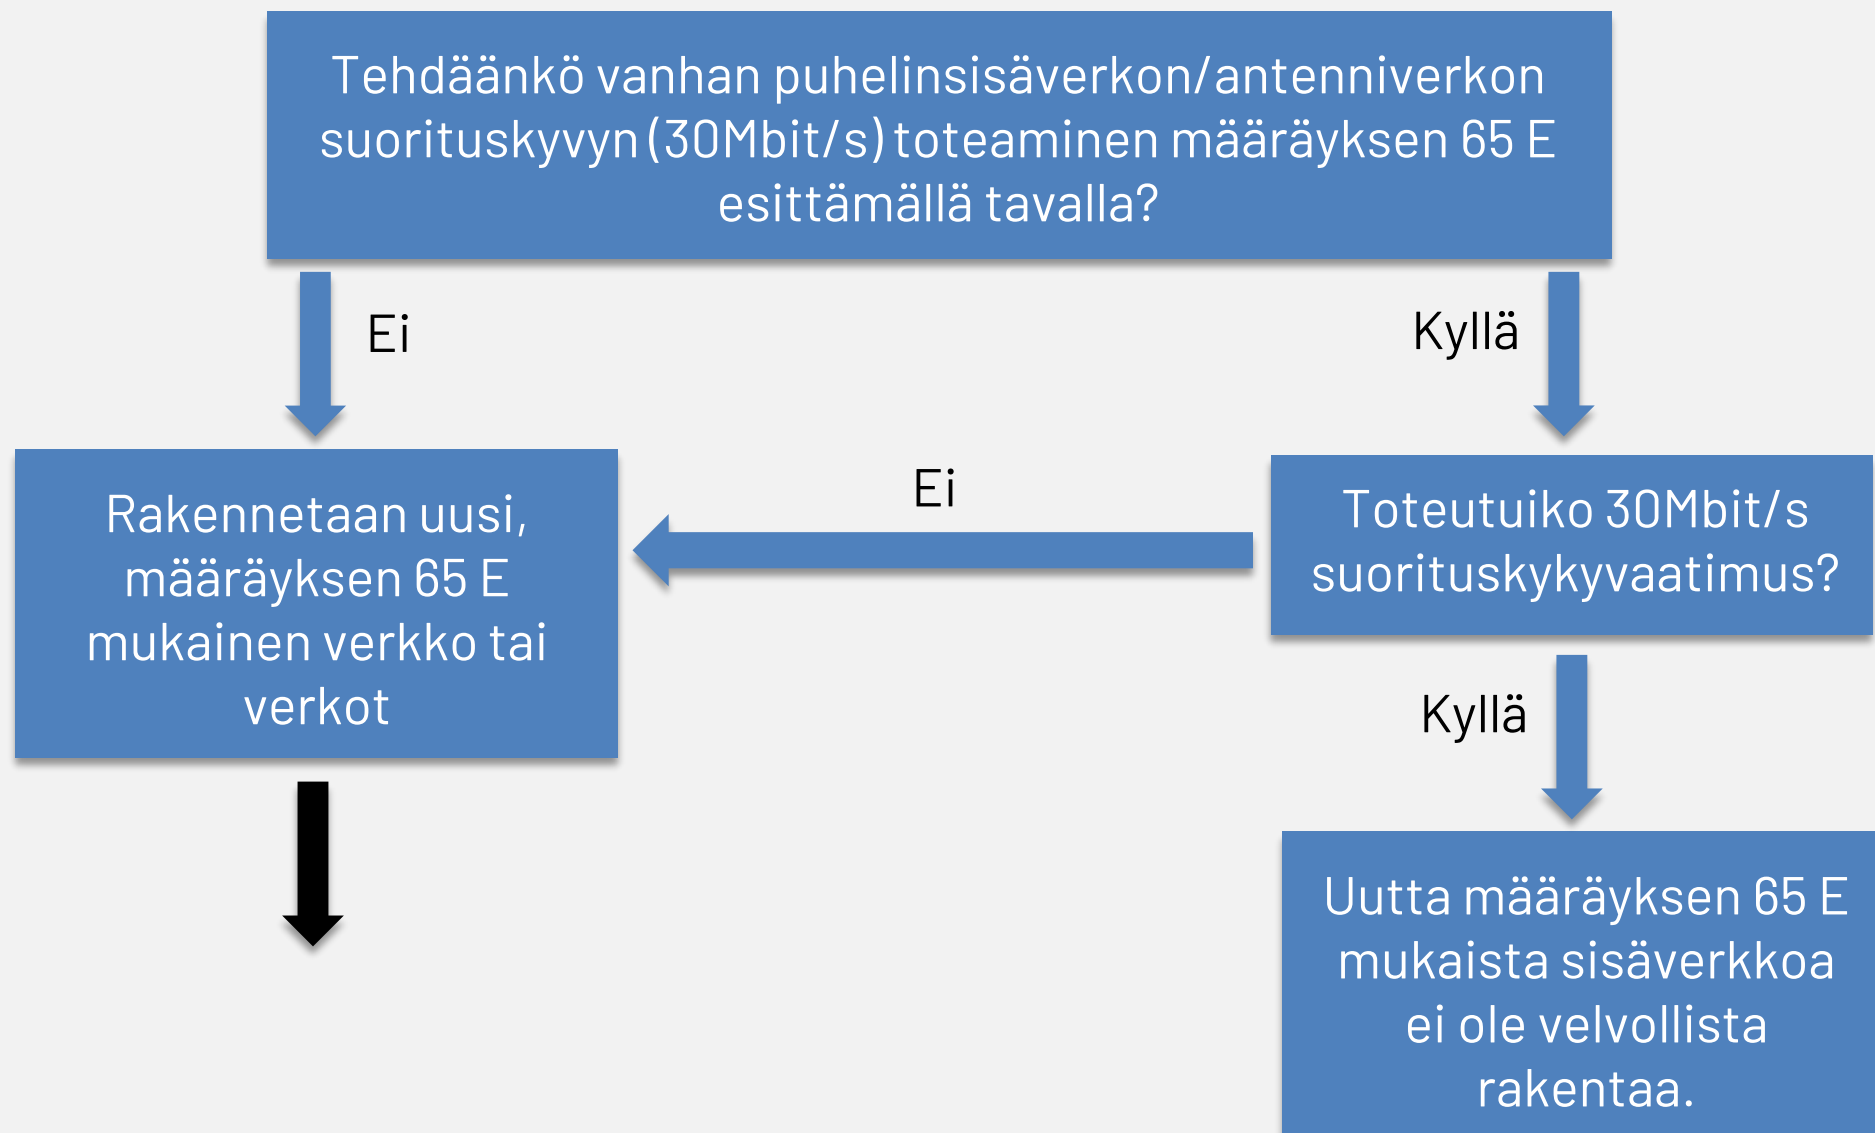 Tehdäänkö vanhan puhelinsisäverkon/antenniverkon
suorituskyvyn (30Mbit/s) toteaminen määräyksen 65 E
esittämällä tavalla?
Ei
Kyllä
Rakennetaan uusi,
määräyksen 65 E
mukainen verkko tai
verkot
Ei
Toteutuiko 30Mbit/s
suorituskykyvaatimus?
Kyllä
Uutta määräyksen 65 E
mukaista sisäverkkoa
ei ole velvollista
rakentaa.